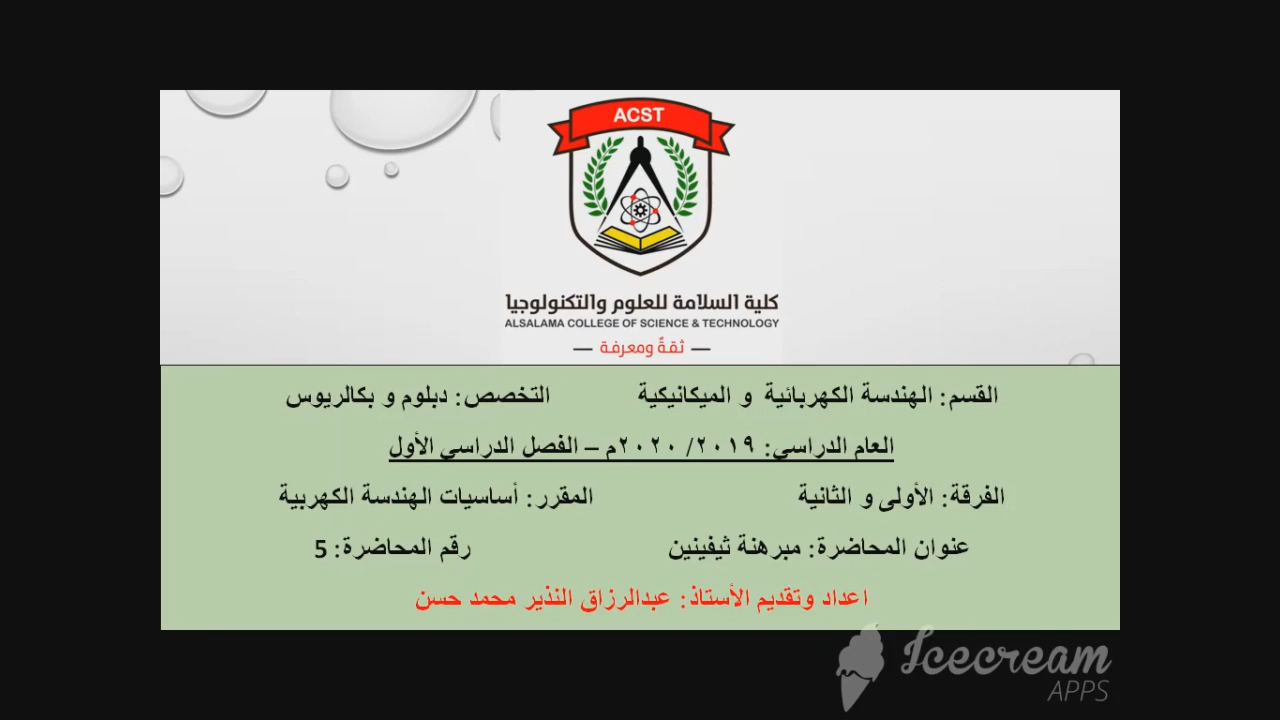 ACST
كلية السلامة للعلوم والتكنولوجيا
ALSALAMA COLLEGE OF SCIENCE & TECHNOLOGY
— ثقةٌ ومعرفة —
القسم: الهندسة الكهربائية و الميكانيكية التخصص: دبلوم و بكالريوس
العام الدراسي: ٢٠١٩/ ٢٠٢٠م – الفصل الدراسي الأول
الفرقة: الأولى و الثانية المقرر: أساسيات الهندسة الكهربية
عنوان المحاضرة: مبرهنة ثيفينين رقم المحاضرة: 5
اعداد وتقديم الأستاذ: عبدالرزاق النذير محمد حسن
Icecream
APPS